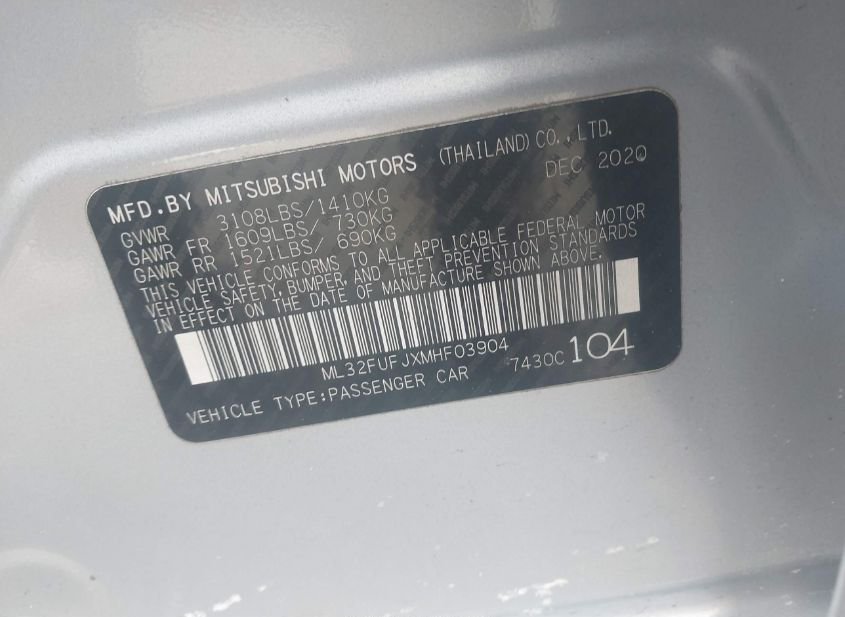 MFD.BY MITSUBISHI MOTORS (THAILAND) CO.,LTD.
DEC 2020
GVWR 3108LBS/1410KG
GAWR FR 1609LBS/ 730KG
GAWR RR 1521LBS/ 690KG
THIS VEHICLE CONFORMS TO ALL APPLICABLE FEDERAL MOTOR
VEHICLE SAFETY, BUMPER, AND THEFT PREVENTION STANDARDS
IN EFFECT ON THE DATE OF MANUFACTURE SHOWN ABOVE.
ML32FUFJXMHF03904
7430C 104
VEHICLE TYPE:PASSENGER CAR